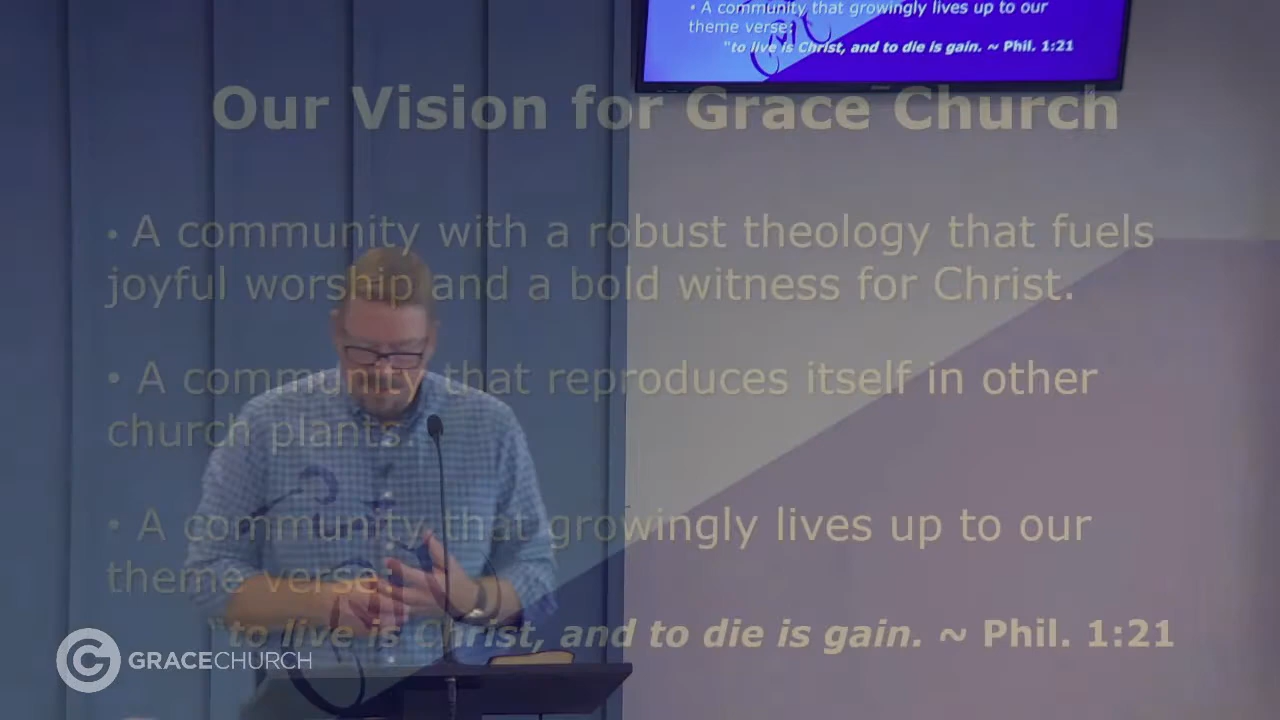 • A community that growingly lives up to our
theme verse:
"to live is Christ, and to die is gain. ~ Phil. 1:21
Our Vision for Grace Church
• A community with a robust theology that fuels
joyful worship and a bold witness for Christ.
• A community that reproduces itself in other
church plants.
• A community that growingly lives up to our
theme verse:
"to live is Christ, and to die is gain. ~ Phil. 1:21
GRACECHURCH